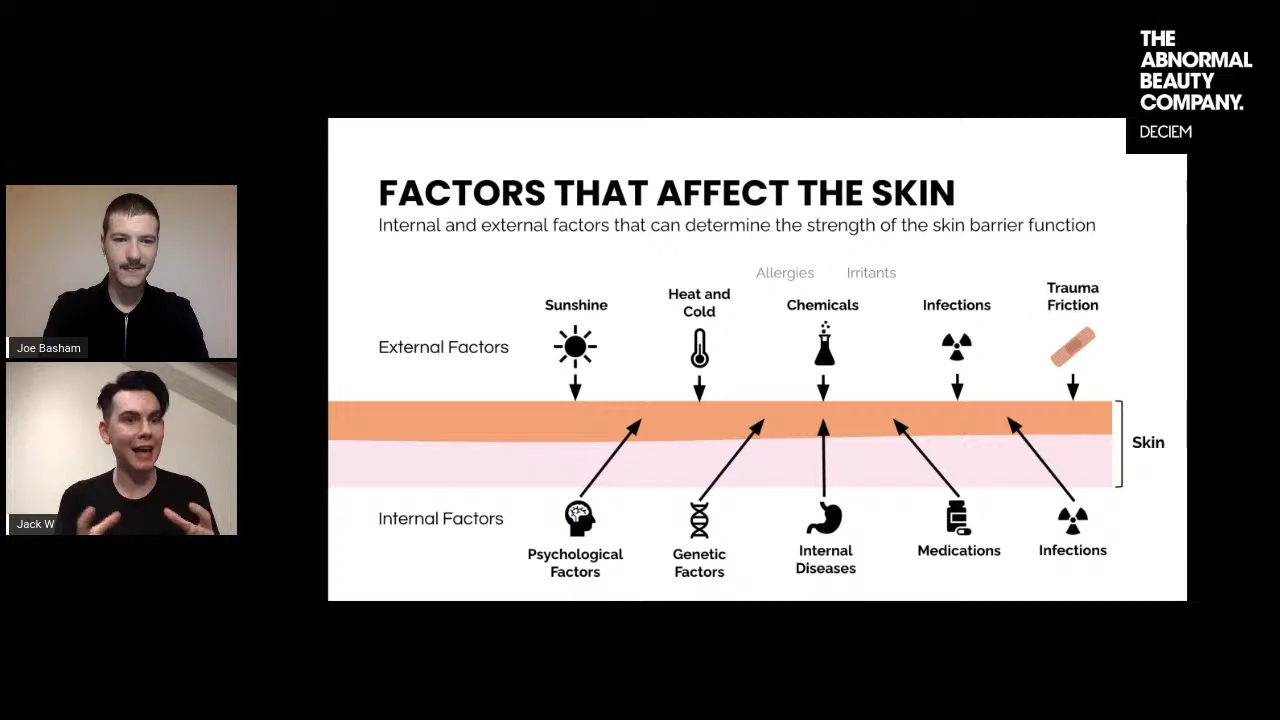 THE
ABNORMAL
BEAUTY
COMPANY.
DECIEM
FACTORS THAT AFFECT THE SKIN
Internal and external factors that can determine the strength of the skin barrier function
Allergies Irritants
Sunshine
Heat and
Cold
Chemicals
Infections
Trauma
Friction
External Factors
Skin
Internal Factors
Psychological
Factors
Genetic
Factors
Internal
Diseases
Medications
Infections
Joe Basham
Jack W